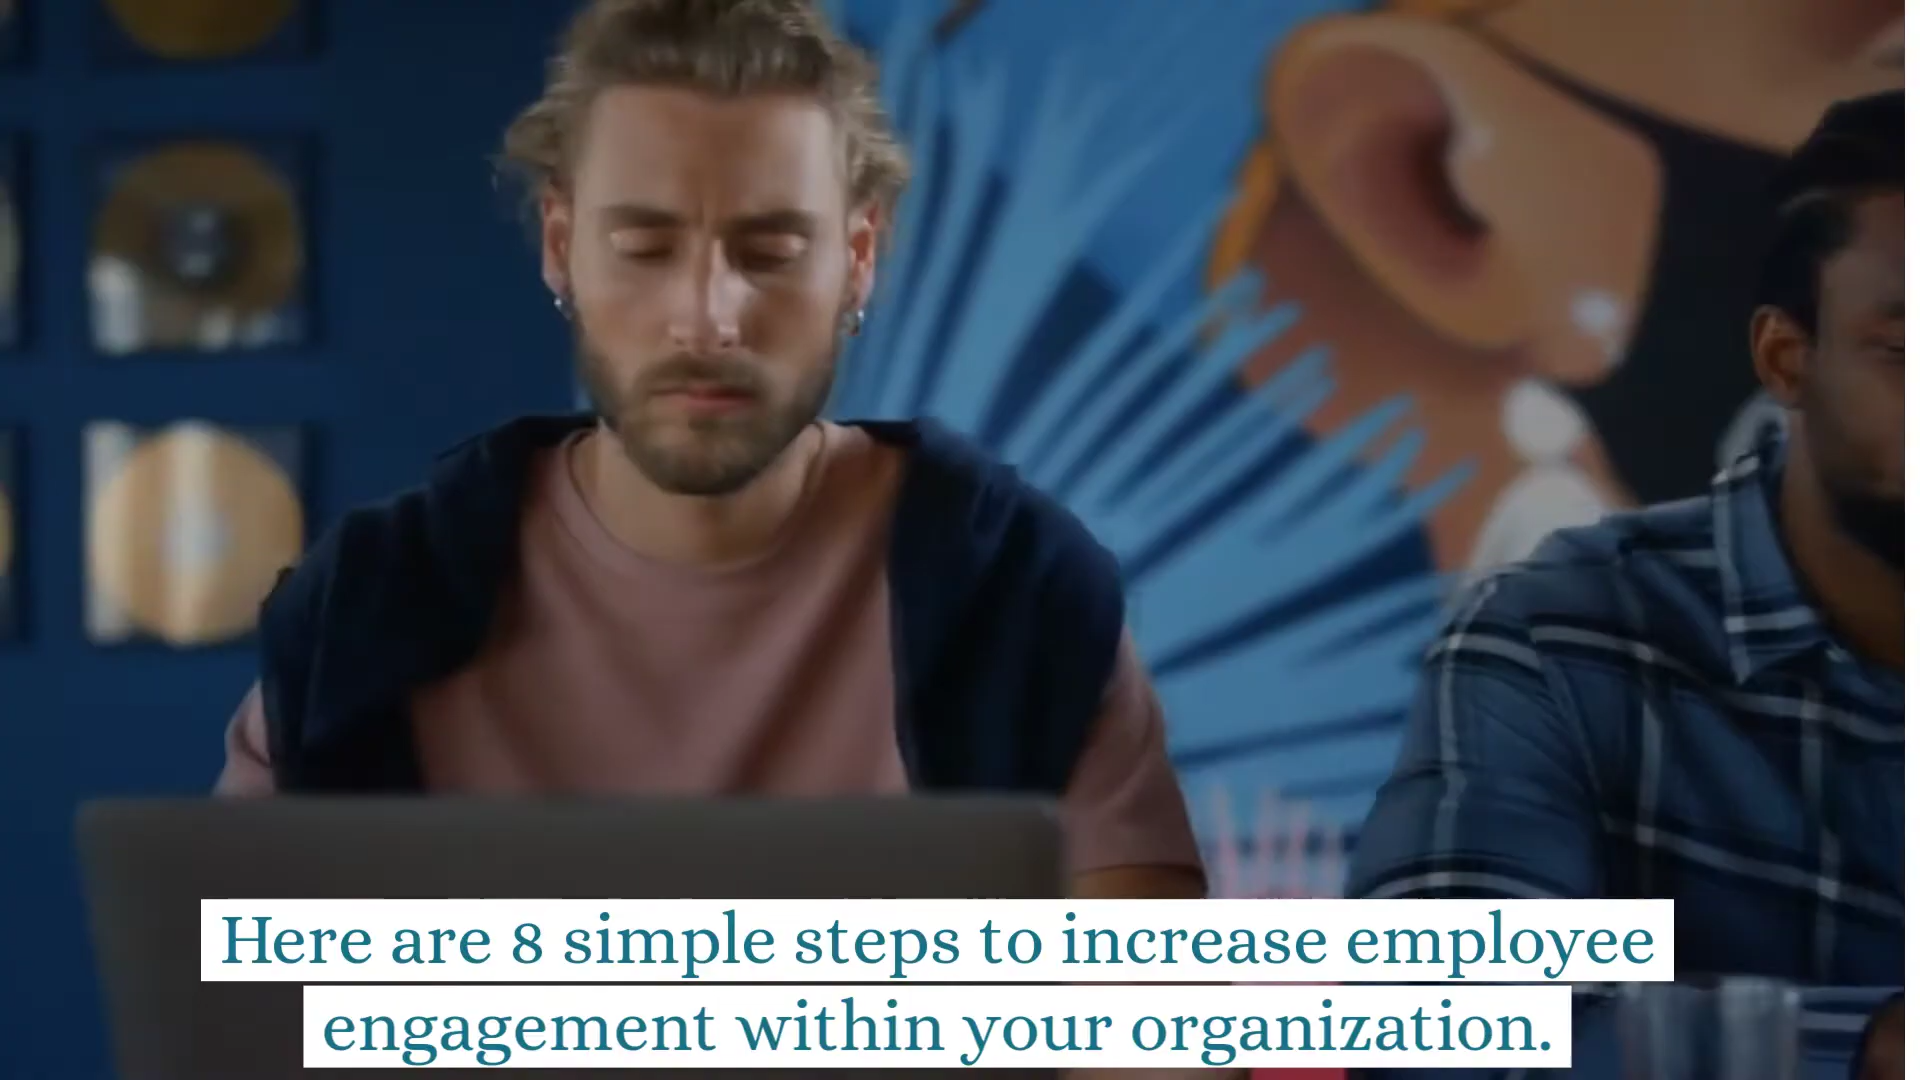 Here are 8 simple steps to increase employee
engagement within your organization.